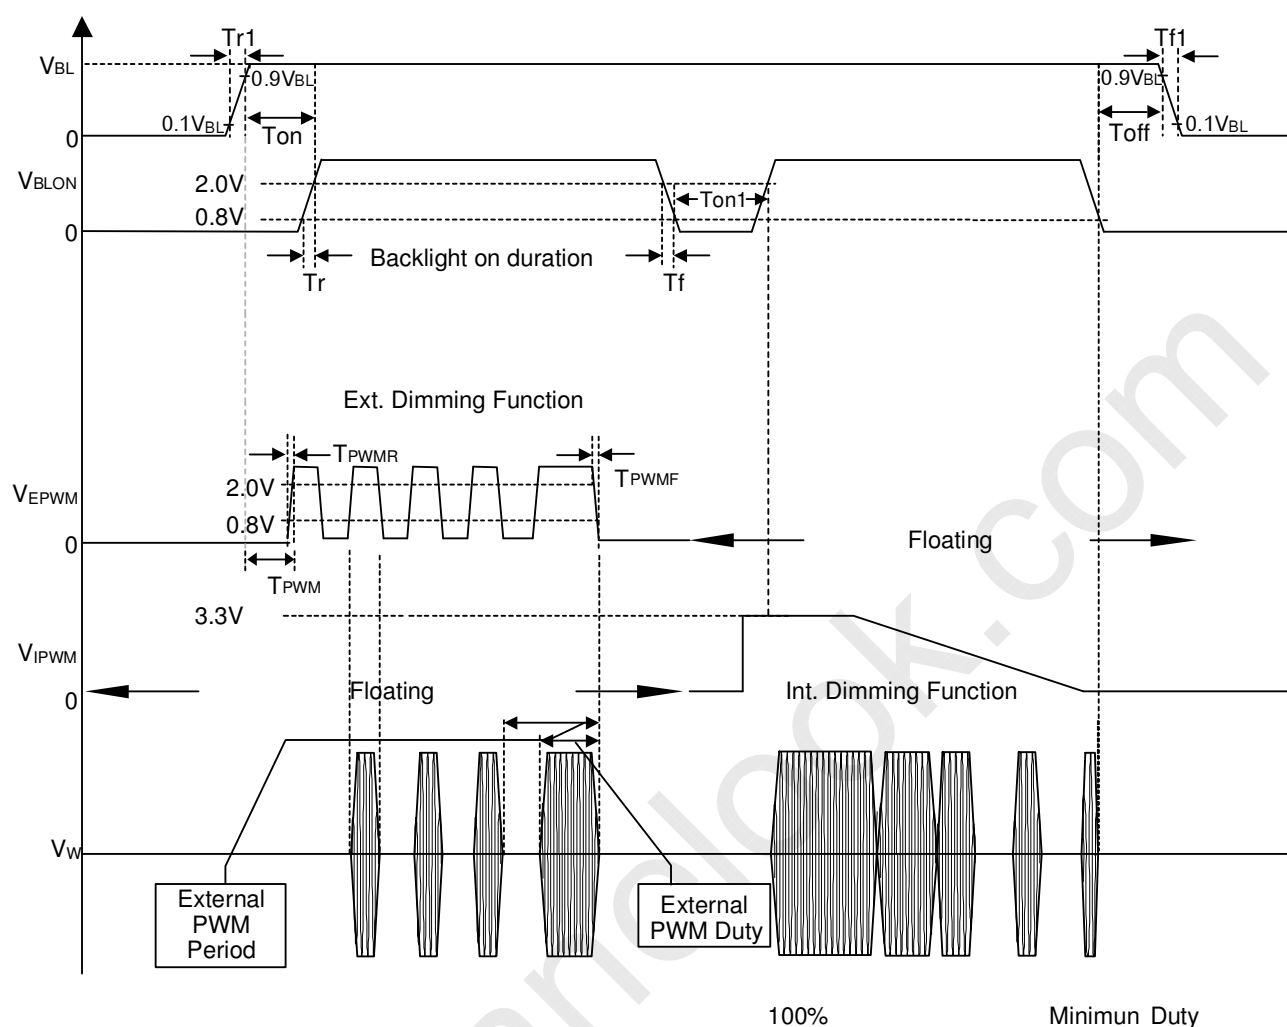 Tr1
Tf1
VBL
0.9VBL
0.9VBL
0.1VBL
Ton
Toff
0.1VBL
0
VBLON
2.0V
Ton1
0.8V
0
Backlight on duration
Tr
Tf
Ext. Dimming Function
TPWMR
TPWMF
VEPWM
2.0V
0.8V
0
Floating
TPWM
3.3V
VIPWM
0
Floating
Int. Dimming Function
VW
External
PWM
Period
External
PWM Duty
100%
Minimun Duty